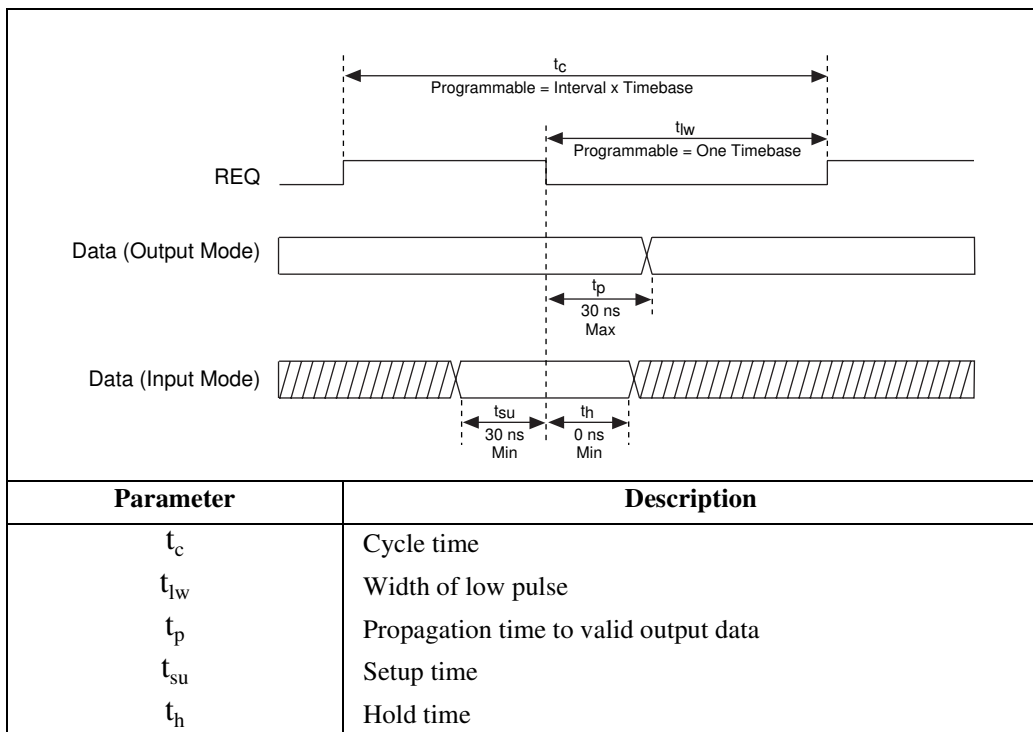 tc
Programmable = Interval x Timebase
tlw
Programmable = One Timebase
REQ
Data (Output Mode)
tp
30 ns
Max
Data (Input Mode)
tsu th
30 ns 0 ns
Min Min
Parameter Description
tc Cycle time
tlw Width of low pulse
tp Propagation time to valid output data
tsu Setup time
th Hold time